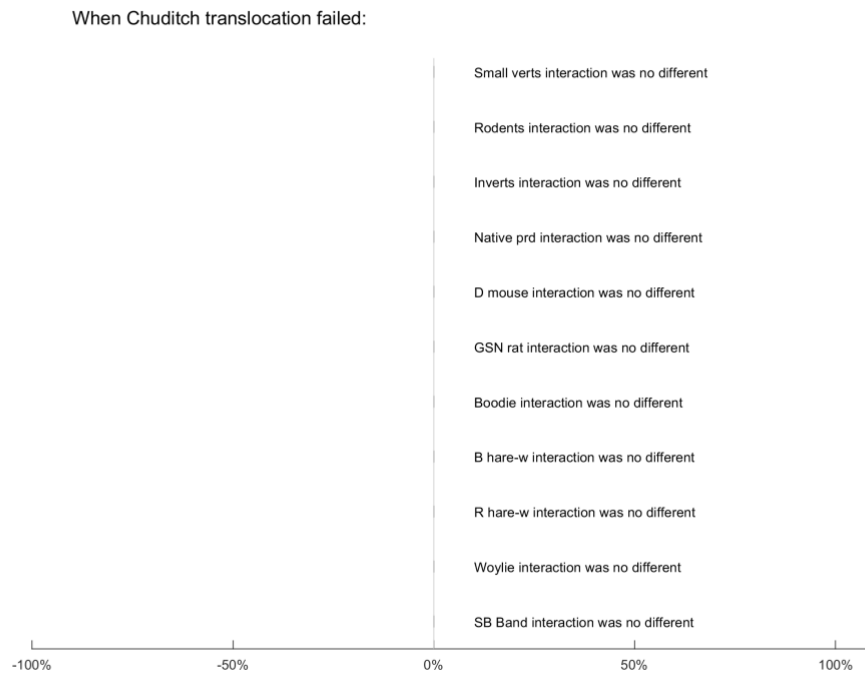 When Chuditch translocation failed:
Small verts interaction was no different
Rodents interaction was no different
Inverts interaction was no different
Native prd interaction was no different
D mouse interaction was no different
GSN rat interaction was no different
Boodie interaction was no different
B hare-w interaction was no different
R hare-w interaction was no different
Woylie interaction was no different
SB Band interaction was no different
-100% -50% 0% 50% 100%